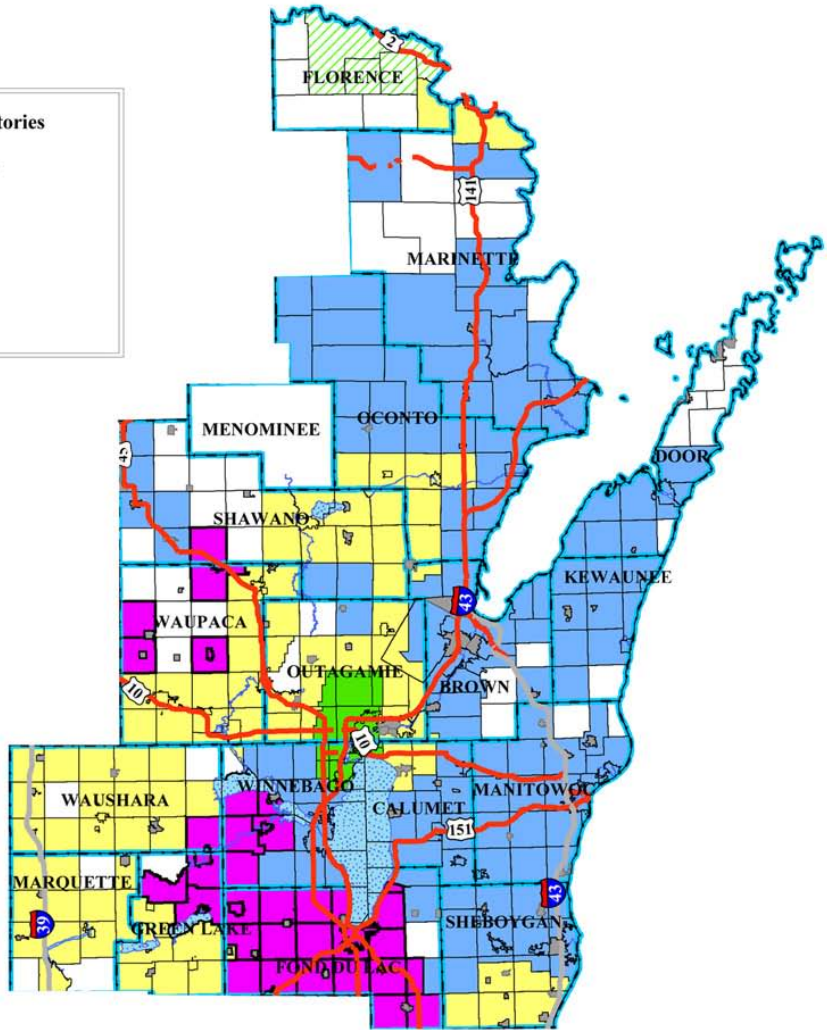 tories
2
FLORENCE
141
MARINETTE
MENOMINEE
OCONTO
45
DOOR
SHAWANO
KEWAUNEE
43
WAUPACA
OUTAGAMIE
10
BROWN
10
WINNEBAGO
WAUSHARA
CALUMET
MANITOWOC
151
MARQUETTE
43
39
GREEN LAKE
SHEBOYGAN
FOND DU LAC